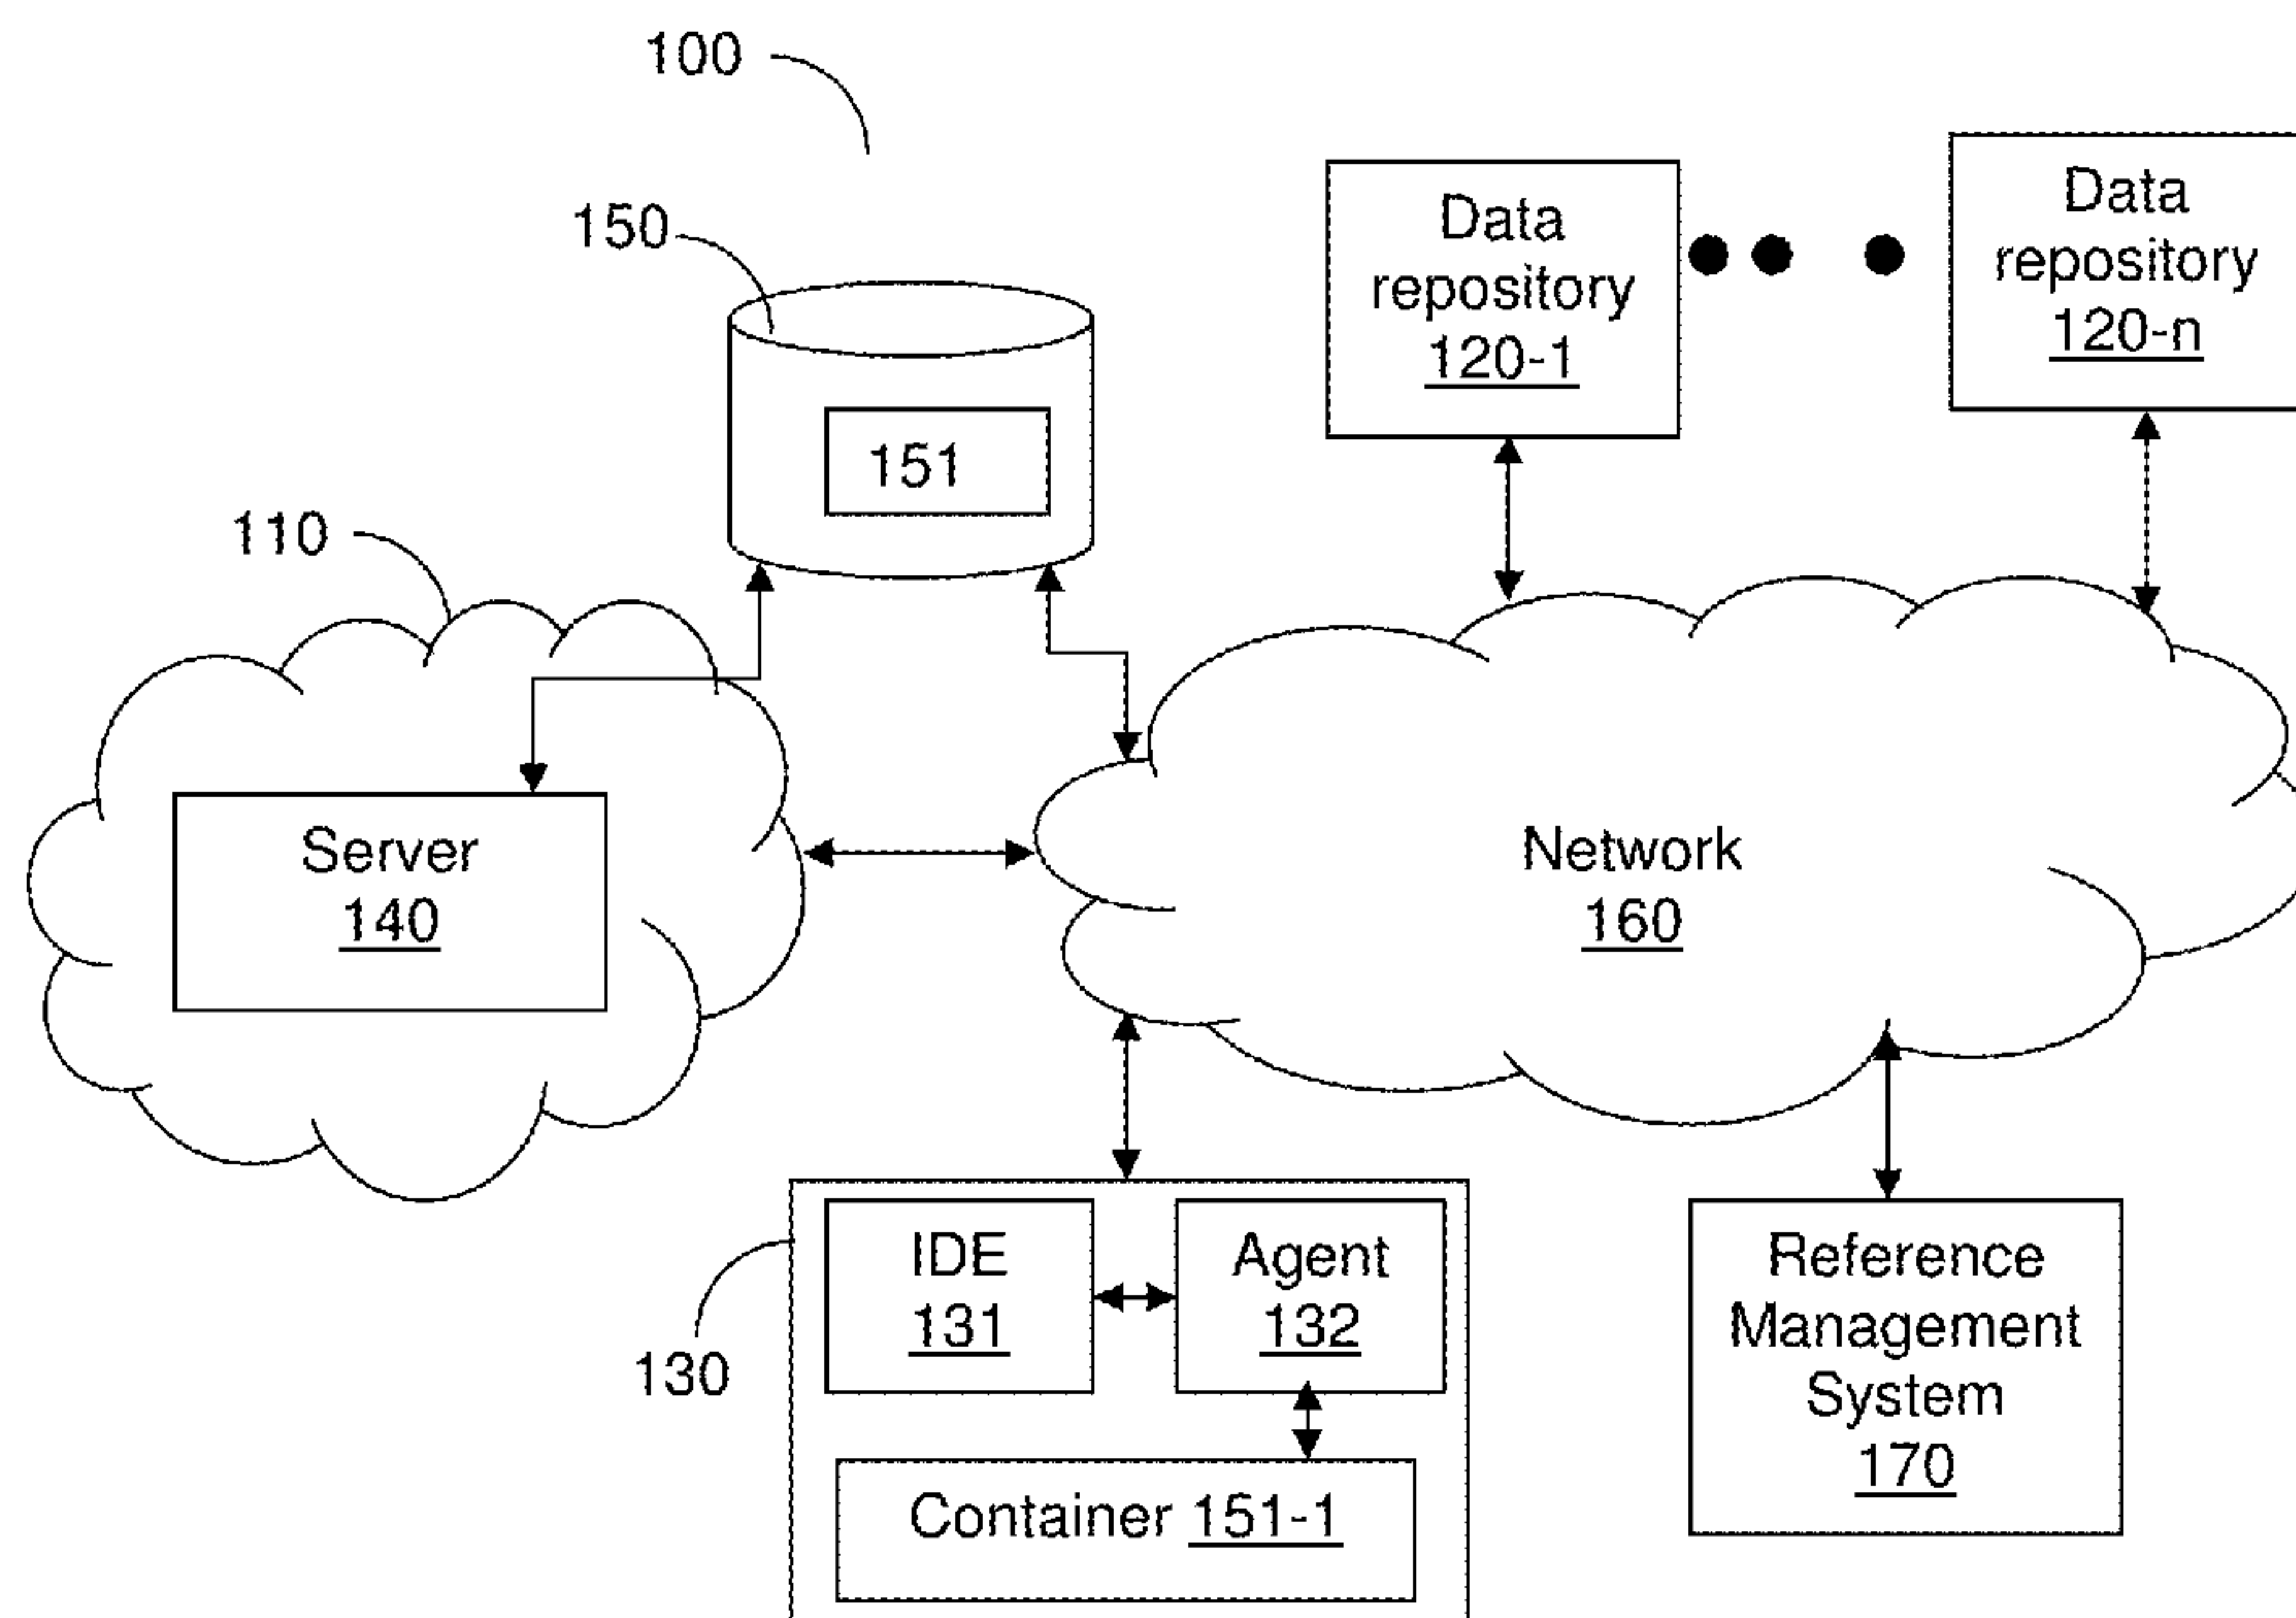 100
150
Data
repository
120-1
Data
repository
120-n
151
110
Server
140
Network
160
IDE
131
Agent
132
130
Container 151-1
Reference
Management
System
170